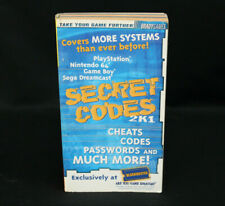 TAKE YOUR GAME FURTHER! BRADYGAMES
Covers MORE SYSTEMS
than ever before!
PlayStation
Nintendo 64
Game Boy
Sega Dreamcast
SECRET
CODES
2K1
CHEATS
CODES
PASSWORDS and
MUCH MORE!
Exclusively at
BLOCKBUSTER